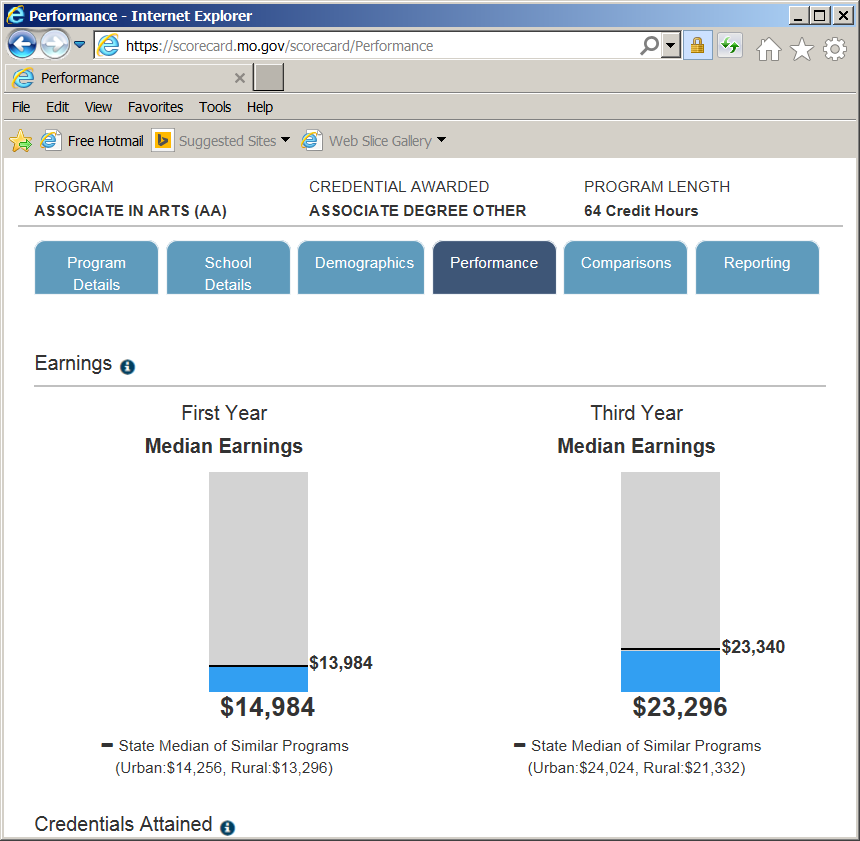 Performance - Internet Explorer
https://scorecard.mo.gov/scorecard/Performance
Performance
File Edit View Favorites Tools Help
Free Hotmail Suggested Sites Web Slice Gallery
PROGRAM CREDENTIAL AWARDED PROGRAM LENGTH
ASSOCIATE IN ARTS (AA) ASSOCIATE DEGREE OTHER 64 Credit Hours
Program Details School Details Demographics Performance Comparisons Reporting
Earnings
First Year
Median Earnings
$13,984
$14,984
State Median of Similar Programs
(Urban:$14,256, Rural:$13,296)
Third Year
Median Earnings
$23,340
$23,296
State Median of Similar Programs
(Urban:$24,024, Rural:$21,332)
Credentials Attained